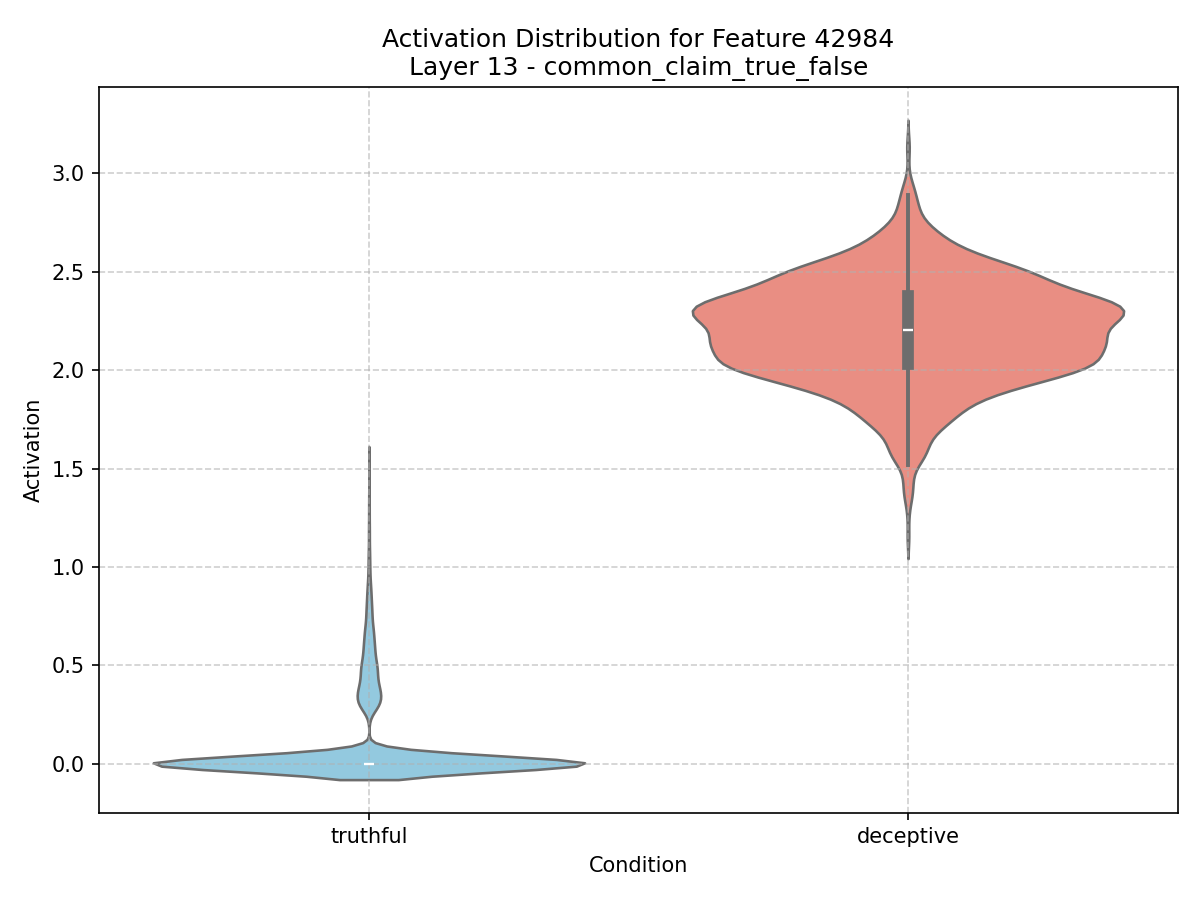 Activation Distribution for Feature 42984
Layer 13 - common_claim_true_false
3.0
2.5
2.0
1.5
1.0
0.5
0.0
Activation
truthful
deceptive
Condition